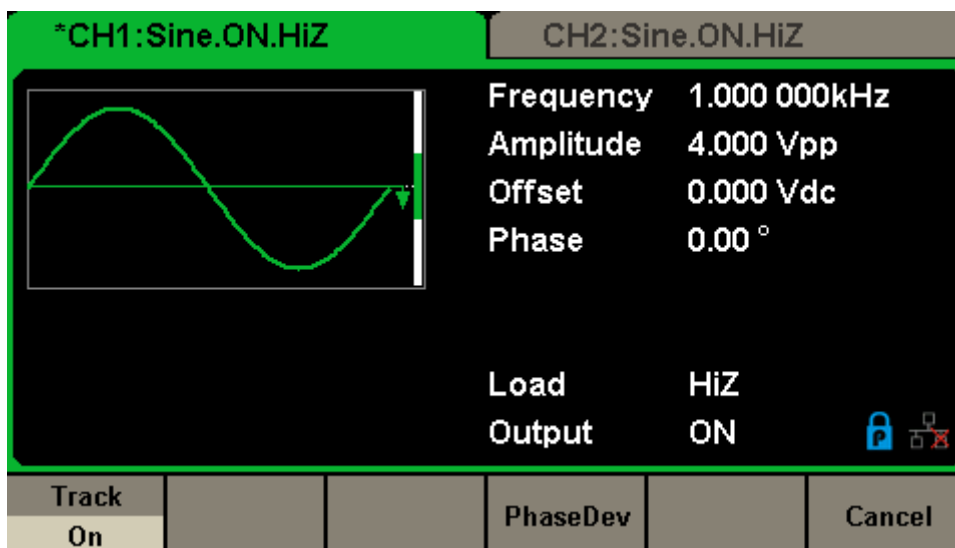 *CH1:Sine.ON.HiZ CH2:Sine.ON.HiZ
Frequency 1.000 000kHz
Amplitude 4.000 Vpp
Offset 0.000 Vdc
Phase 0.00 °
Load HiZ
Output ON P
Track
On
PhaseDev
Cancel